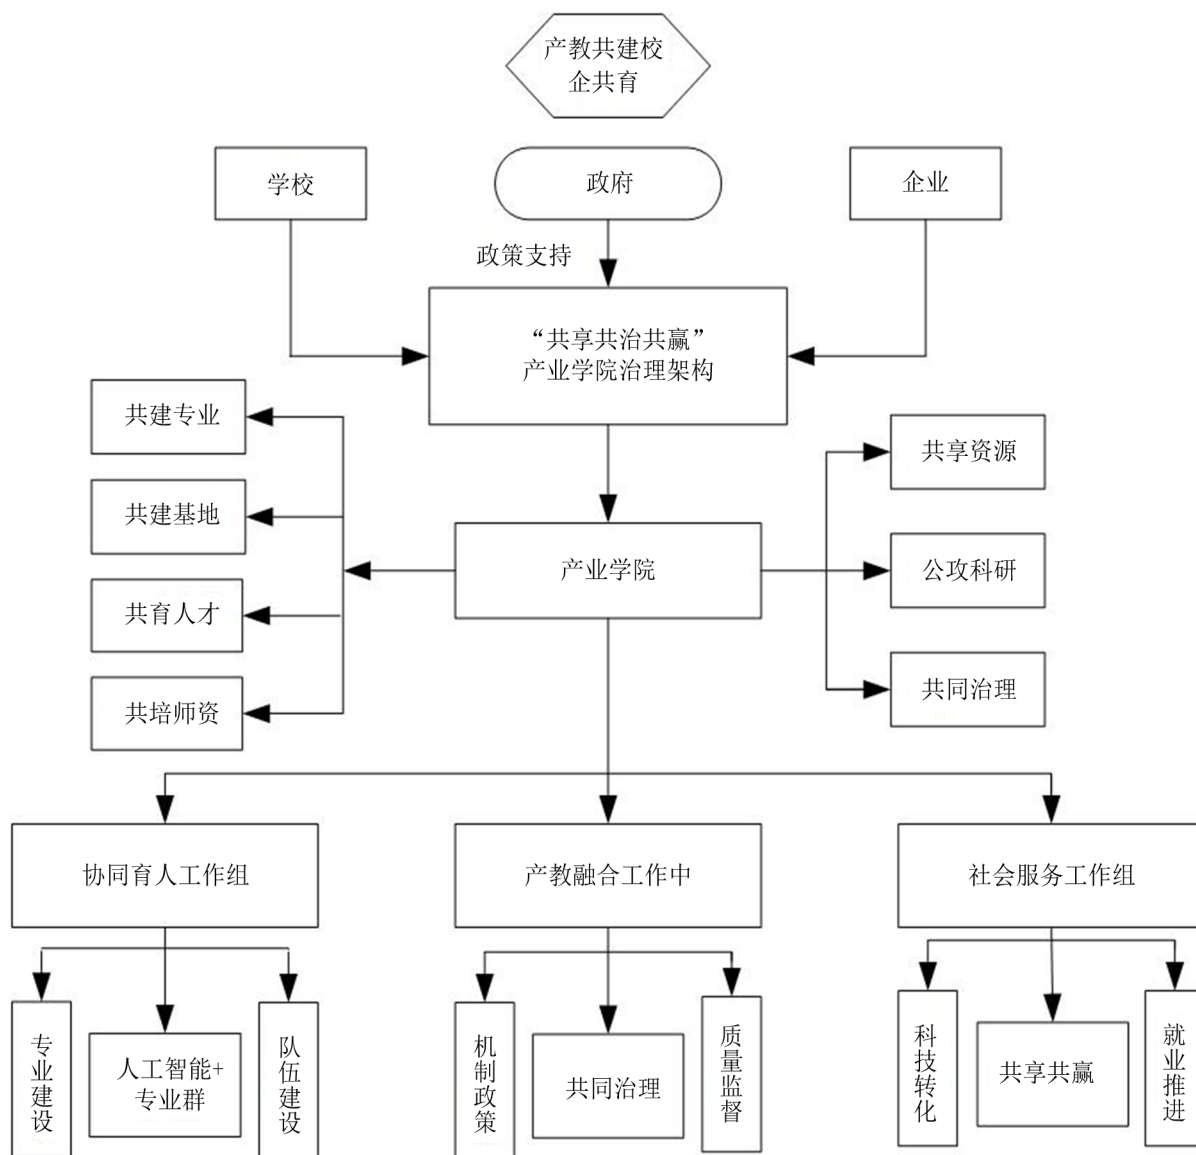 产教共建校
企共育
学校
政府
企业
政策支持
“共享共治共赢”
产业学院治理架构
共建专业
共建基地
共育人才
共培师资
产业学院
共享资源
公攻科研
共同治理
协同育人工作组
产教融合工作中
社会服务工作组
专业建设
人工智能+
专业群
队伍建设
机制政策
共同治理
质量监督
科技转化
共享共赢
就业推进